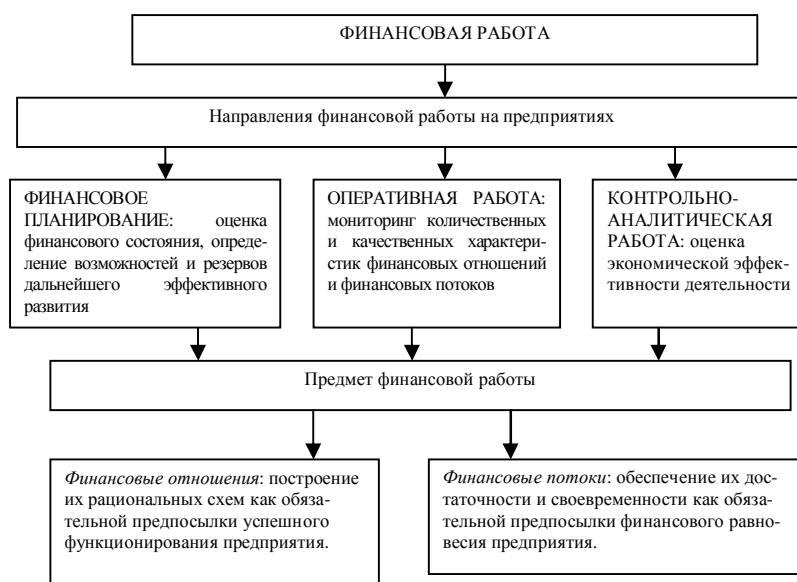 ФИНАНСОВАЯ РАБОТА
Направления финансовой работы на предприятиях
ФИНАНСОВОЕ
ПЛАНИРОВАНИЕ: оценка
финансового состояния, опреде-
ление возможностей и резервов
дальнейшего эффективного
развития
ОПЕРАТИВНАЯ РАБОТА:
мониторинг количественных
и качественных характери-
стик финансовых отношений
и финансовых потоков
КОНТРОЛЬНО-
АНАЛИТИЧЕСКАЯ
РАБОТА: оценка
экономической эффек-
тивности деятельности
Предмет финансовой работы
Финансовые отношения: построение
их рациональных схем как обяза-
тельной предпосылки успешного
функционирования предприятия.
Финансовые потоки: обеспечение их дос-
таточности и своевременности как обяза-
тельной предпосылки финансового равно-
весия предприятия.